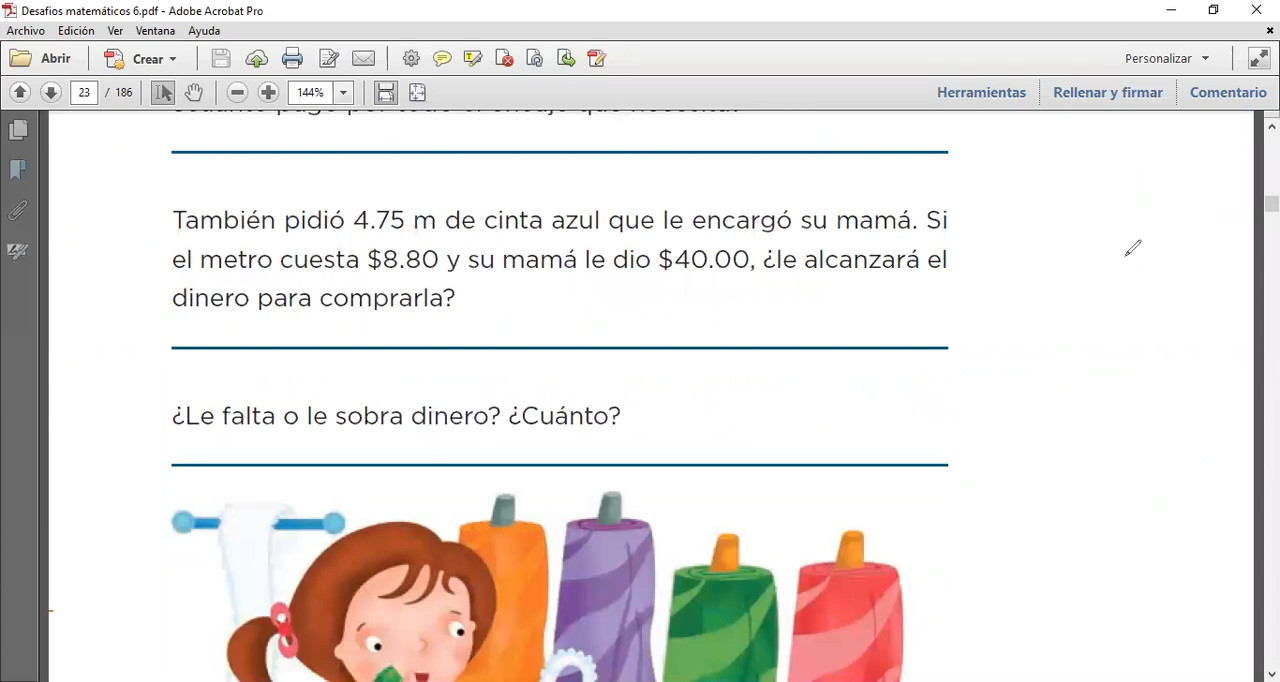 Desafios matemáticos 6.pdf - Adobe Acrobat Pro
Archivo Edición Ver Ventana Ayuda
Abrir Crear Personalizar
23 / 186 144% Herramientas Rellenar y firmar Comentario
También pidió 4.75 m de cinta azul que le encargó su mamá. Si
el metro cuesta $8.80 y su mamá le dio $40.00, ¿le alcanzará el
dinero para comprarla?
¿Le falta o le sobra dinero? ¿Cuánto?